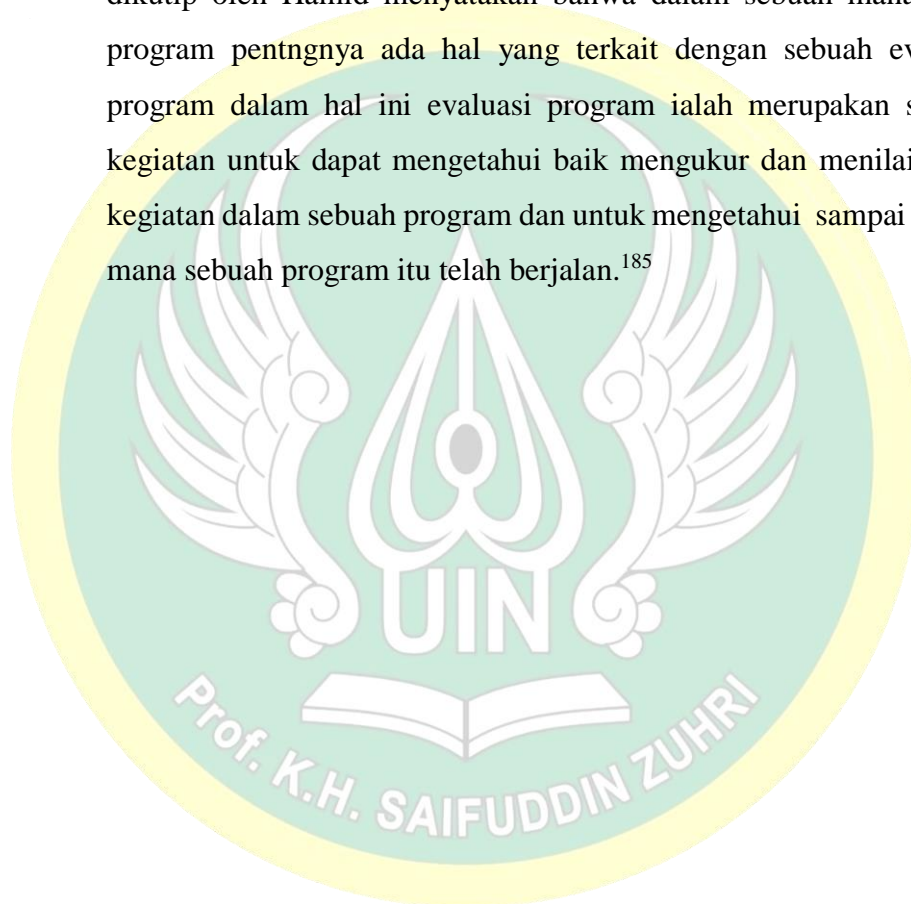 dikutip oleh Hamid menyatakan bahwa dalam sebuah
program pentngnya ada hal yang terkait dengan sebuah
program dalam hal ini evaluasi program ialah merupakan
kegiatan untuk dapat mengetahui baik mengukur dan menilai
kegiatan dalam sebuah program dan untuk mengetahui sampai
mana sebuah program itu telah berjalan.185
UIN
Prof. K.H. SAIFUDDIN ZUHRI